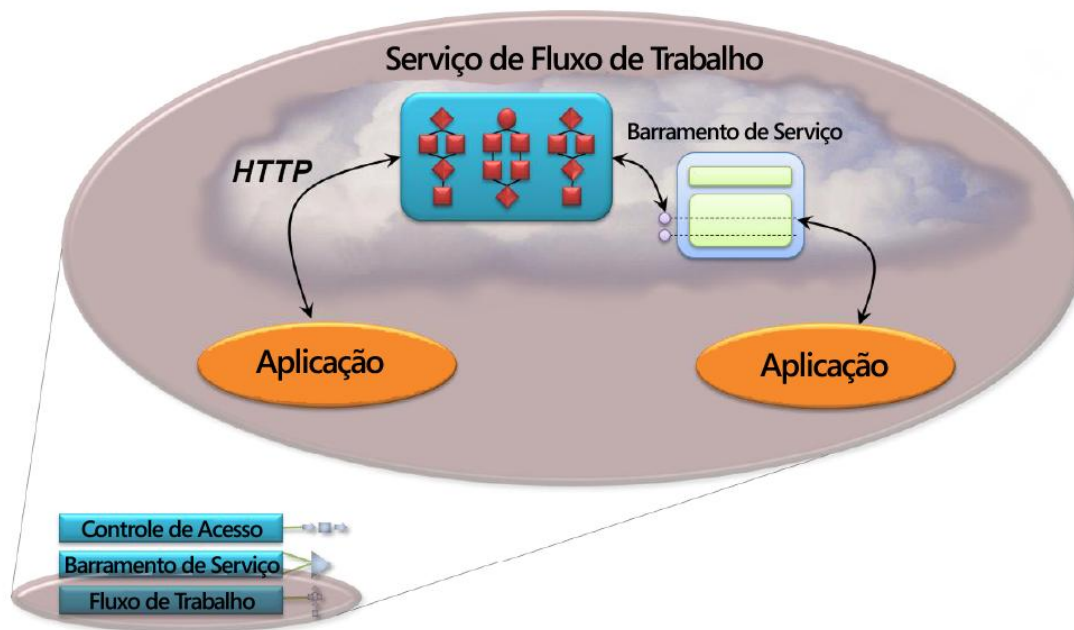 Serviço de Fluxo de Trabalho
Barramento de Serviço
HTTP
Aplicação
Aplicação
Controle de Acesso
Barramento de Serviço
Fluxo de Trabalho